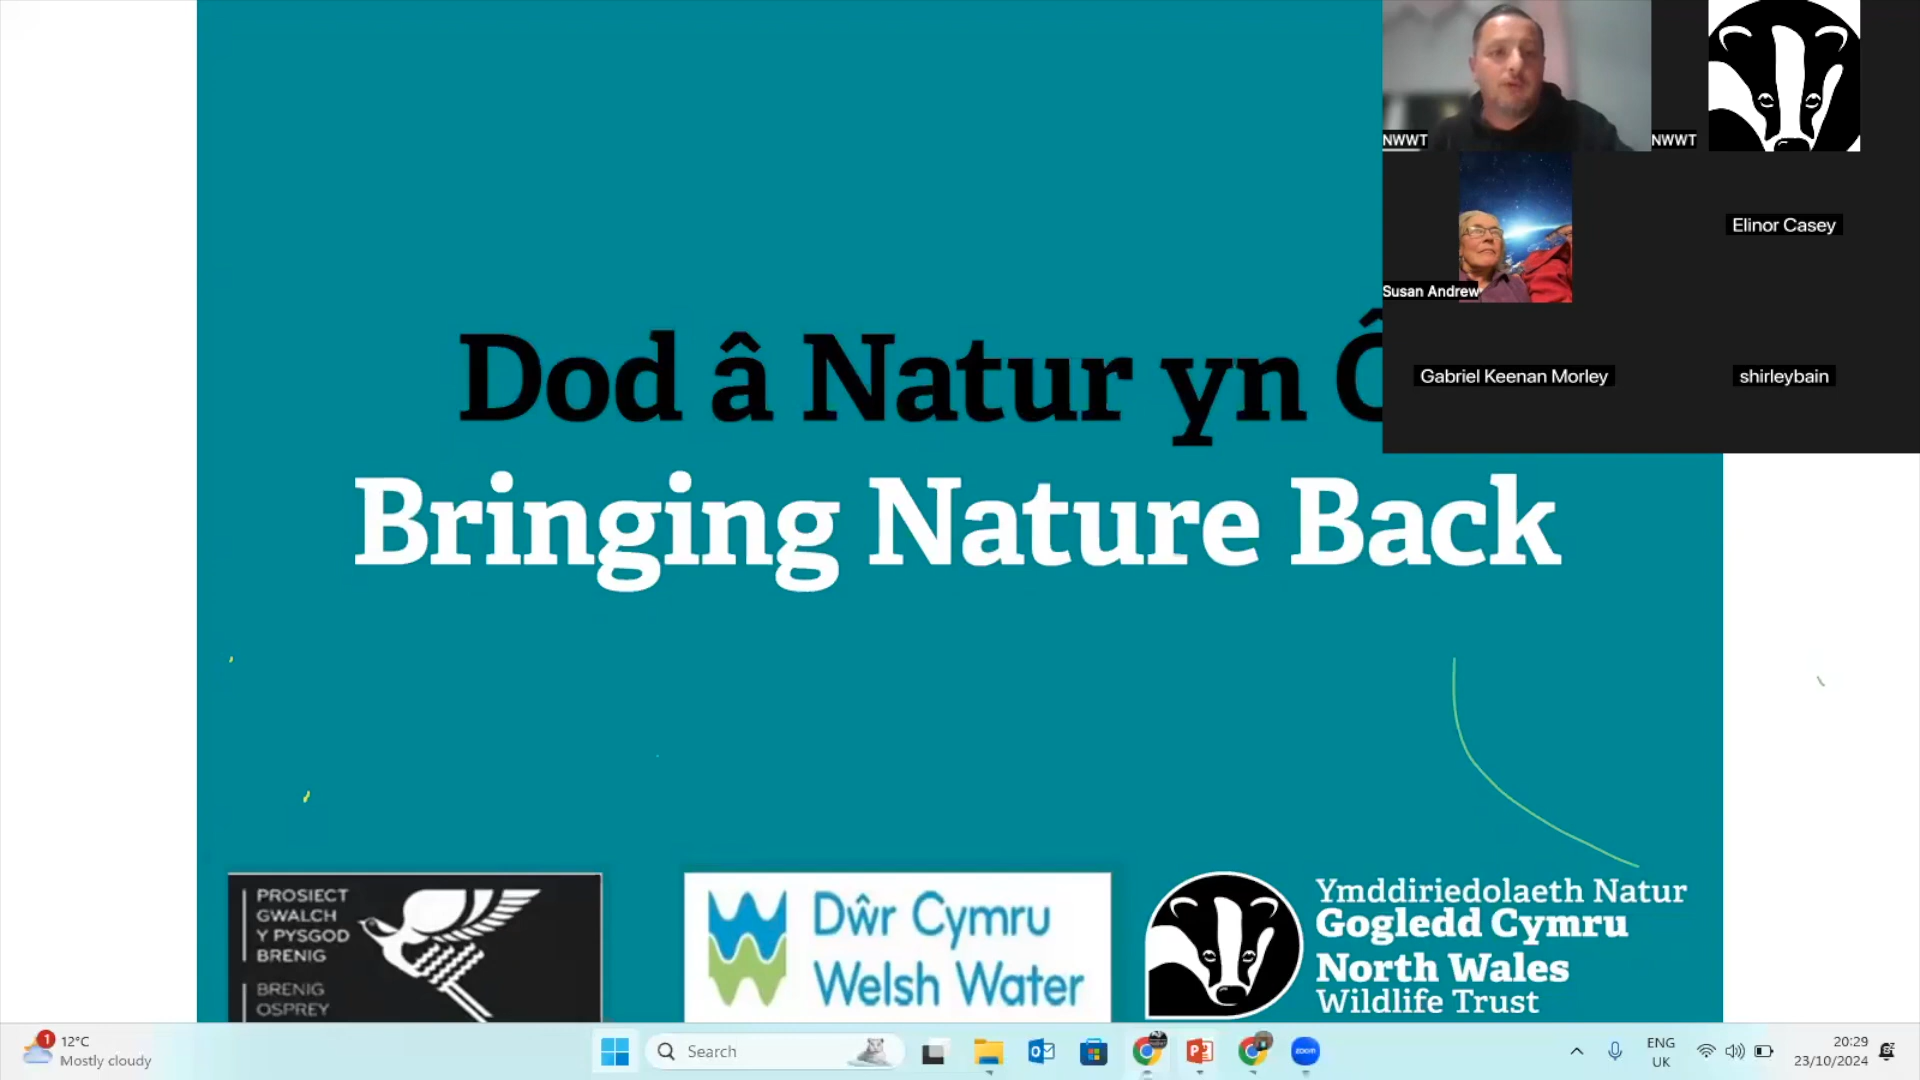 NWWT
NWWT
Susan Andrew
Elinor Casey
Gabriel Keenan Morley
shirleybain
Dod â Natur yn
Bringing Nature Back
PROSIECT
GWALCH
Y PYSGOD
BRENIG
BRENIG
OSPREY
Dŵr Cymru
Welsh Water
Ymddiriedolaeth Natur
Gogledd Cymru
North Wales
Wildlife Trust
1
12°C
Mostly cloudy
Search
zoom
ENG
UK
20:29
23/10/2024